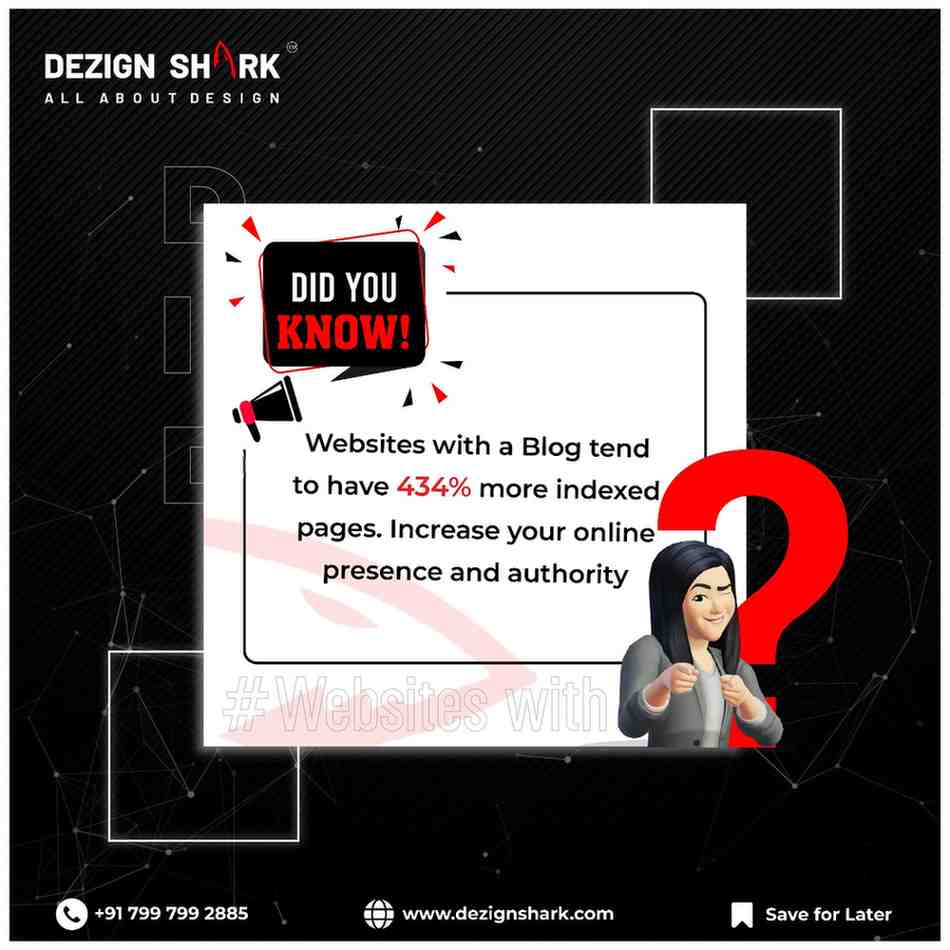 DEZIGN SHARK
ALL ABOUT DESIGN
DID YOU
KNOW!
Websites with a Blog tend
to have 434% more indexed
pages. Increase your online
presence and authority
# Websites with
+91 799 799 2885
www.dezignshark.com
Save for Later